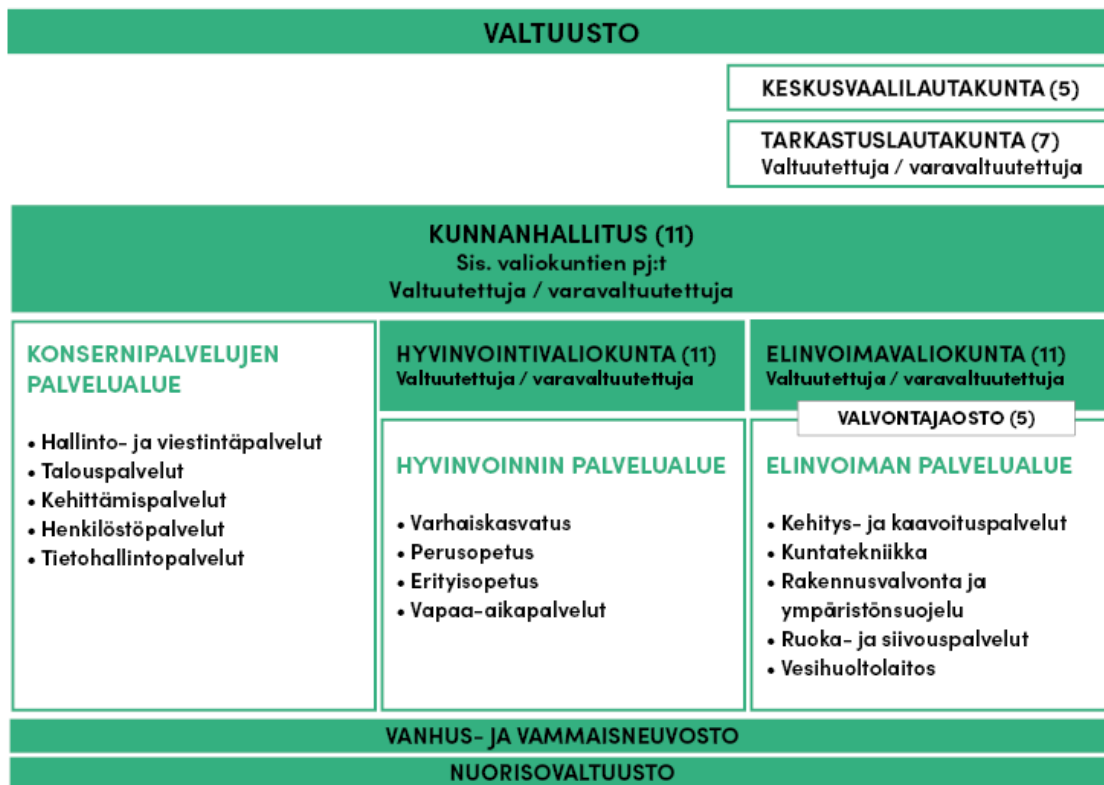 VALTUUSTO
KESKUSVAALILAUTAKUNTA (5)
TARKASTUSLAUTAKUNTA (7)
Valtuutettuja / varavaltuutettuja
KUNNANHALLITUS (11)
Sis. valiokuntien pj:t
Valtuutettuja / varavaltuutettuja
KONSERNIPALVELUJEN
PALVELUALUE
• Hallinto- ja viestintäpalvelut
• Talouspalvelut
• Kehittämispalvelut
• Henkilöstöpalvelut
• Tietohallintopalvelut
HYVINVOINTIVALIOKUNTA (11)
Valtuutettuja / varavaltuutettuja
HYVINVOINNIN PALVELUALUE
• Varhaiskasvatus
• Perusopetus
• Erityisopetus
• Vapaa-aikapalvelut
ELINVOIMAVALIOKUNTA (11)
Valtuutettuja / varavaltuutettuja
VALVONTAJAOSTO (5)
ELINVOIMAN PALVELUALUE
• Kehitys- ja kaavoituspalvelut
• Kuntatekniikka
• Rakennusvalvonta ja
ympäristönsuojelu
• Ruoka- ja siivouspalvelut
• Vesihuoltolaitos
VANHUS- JA VAMMAISNEUVOSTO
NUORISOVALTUUSTO